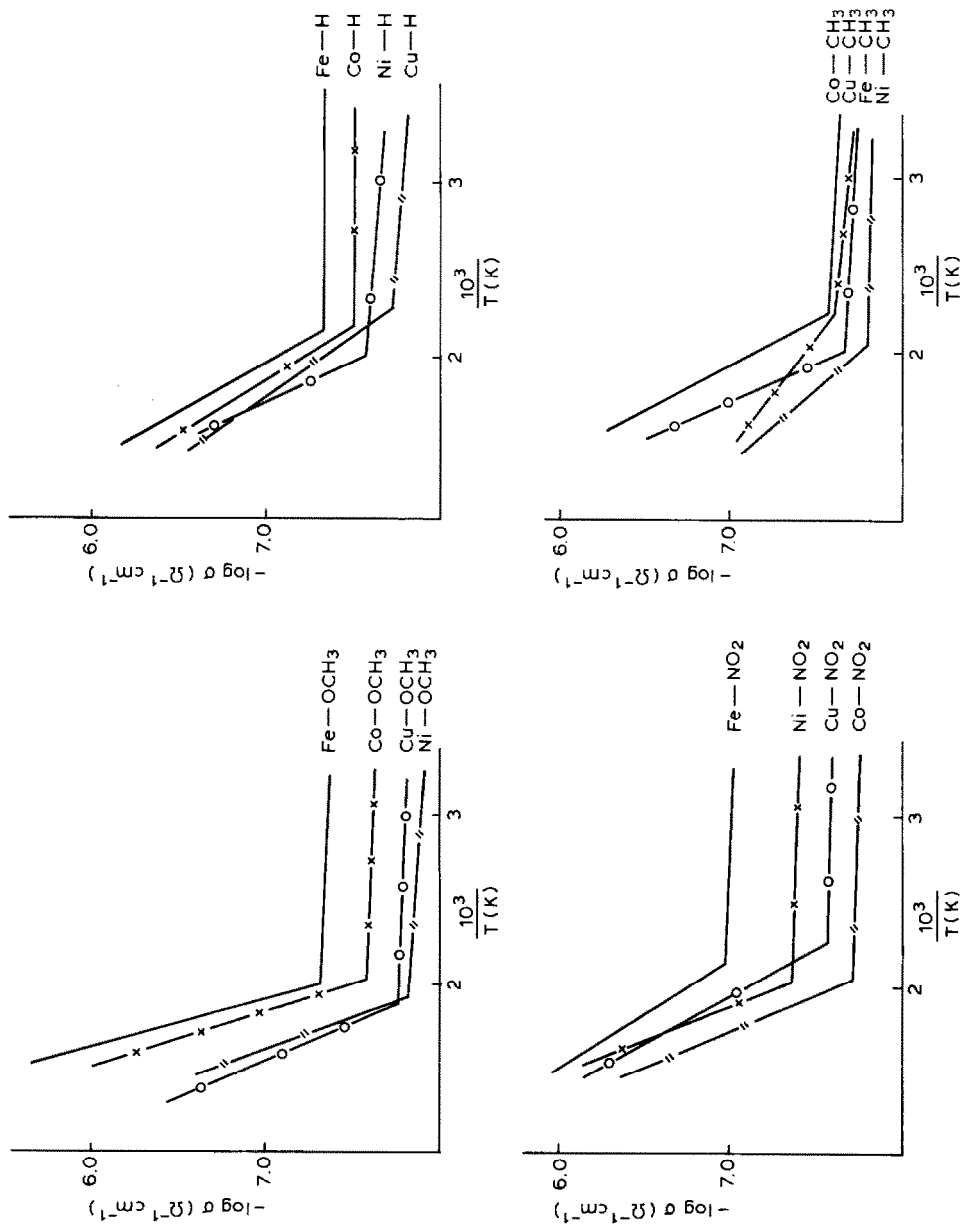 −log σ (Ω⁻¹ cm⁻¹)
6.0
7.0
Fe—OCH₃
Co—OCH₃
Cu—OCH₃
Ni—OCH₃
2
3
10³
T(K)
−log σ (Ω⁻¹ cm⁻¹)
6.0
7.0
Fe—H
Co—H
Ni—H
Cu—H
2
3
10³
T(K)
−log σ (Ω⁻¹ cm⁻¹)
6.0
7.0
Fe—NO₂
Ni—NO₂
Cu—NO₂
Co—NO₂
2
3
10³
T(K)
−log σ (Ω⁻¹ cm⁻¹)
6.0
7.0
Co—CH₃
Cu—CH₃
Fe—CH₃
Ni—CH₃
2
3
10³
T(K)